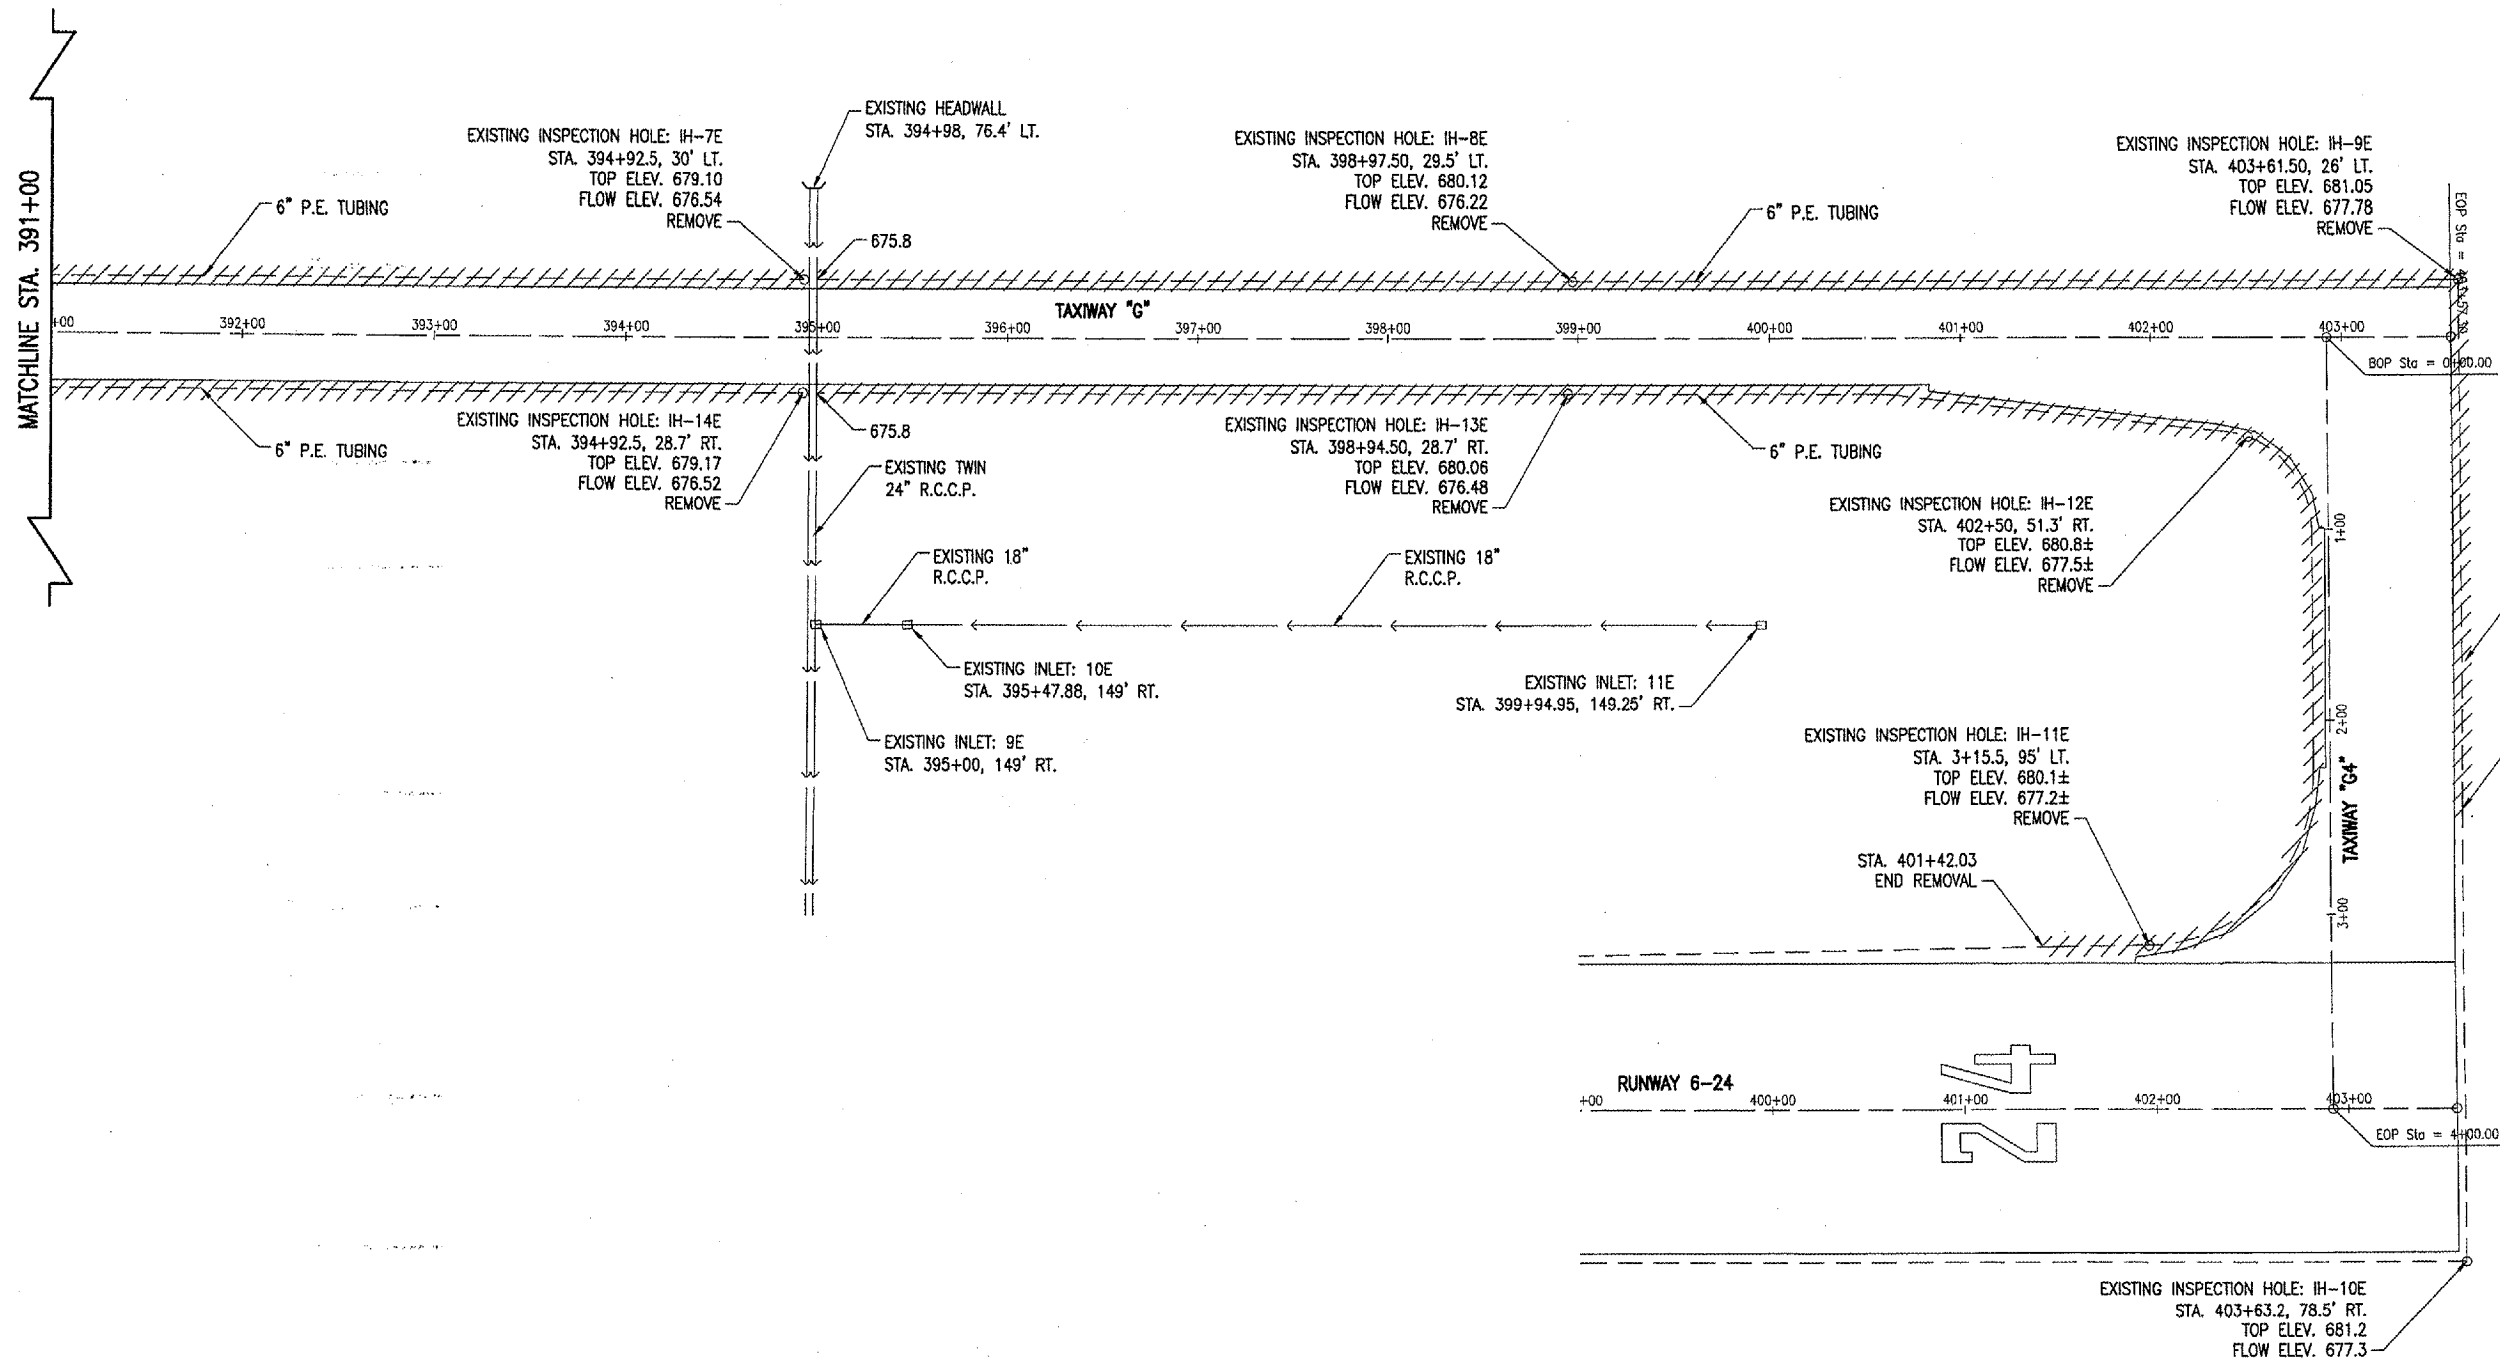 MATCHLINE STA. 391+00
EXISTING HEADWALL
STA. 394+98, 76.4' LT.
EXISTING INSPECTION HOLE: IH-7E
STA. 394+92.5, 30' LT.
TOP ELEV. 679.10
FLOW ELEV. 676.54
REMOVE
EXISTING INSPECTION HOLE: IH-8E
STA. 398+97.50, 29.5' LT.
TOP ELEV. 680.12
FLOW ELEV. 676.22
REMOVE
EXISTING INSPECTION HOLE: IH-9E
STA. 403+61.50, 26' LT.
TOP ELEV. 681.05
FLOW ELEV. 677.78
REMOVE
EOP Sta =
6" P.E. TUBING
675.8
6" P.E. TUBING
TAXIWAY "G"
+00
392+00
393+00
394+00
395+00
396+00
397+00
398+00
399+00
400+00
401+00
402+00
403+00
BOP Sta = 0+00.00
6" P.E. TUBING
EXISTING INSPECTION HOLE: IH-14E
STA. 394+92.5, 28.7' RT.
TOP ELEV. 679.17
FLOW ELEV. 676.52
REMOVE
675.8
EXISTING TWIN
24" R.C.C.P.
EXISTING INSPECTION HOLE: IH-13E
STA. 398+94.50, 28.7' RT.
TOP ELEV. 680.06
FLOW ELEV. 676.48
REMOVE
6" P.E. TUBING
EXISTING INSPECTION HOLE: IH-12E
STA. 402+50, 51.3' RT.
TOP ELEV. 680.8±
FLOW ELEV. 677.5±
REMOVE
1+00
EXISTING 18"
R.C.C.P.
EXISTING 18"
R.C.C.P.
EXISTING INLET: 10E
STA. 395+47.88, 149' RT.
EXISTING INLET: 11E
STA. 399+94.95, 149.25' RT.
EXISTING INLET: 9E
STA. 395+00, 149' RT.
2+00
TAXIWAY "G4"
EXISTING INSPECTION HOLE: IH-11E
STA. 3+15.5, 95' LT.
TOP ELEV. 680.1±
FLOW ELEV. 677.2±
REMOVE
STA. 401+42.03
END REMOVAL
3+00
RUNWAY 6-24
24
+00
400+00
401+00
402+00
403+00
EOP Sta = 4+00.00
EXISTING INSPECTION HOLE: IH-10E
STA. 403+63.2, 78.5' RT.
TOP ELEV. 681.2
FLOW ELEV. 677.3